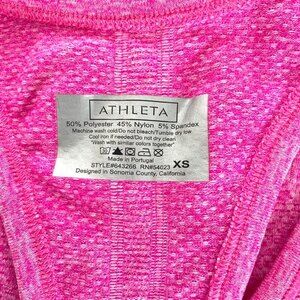 ATHLETA
50% Polyester 45% Nylon 5% Spandex
Machine wash cold/Do not bleach/Tumble dry low
Cool iron if needed/Do not dry clean
"Wash with similar colors together"
Made in Portugal
STYLE#643266 RN#54023 XS
Designed in Sonoma County, California